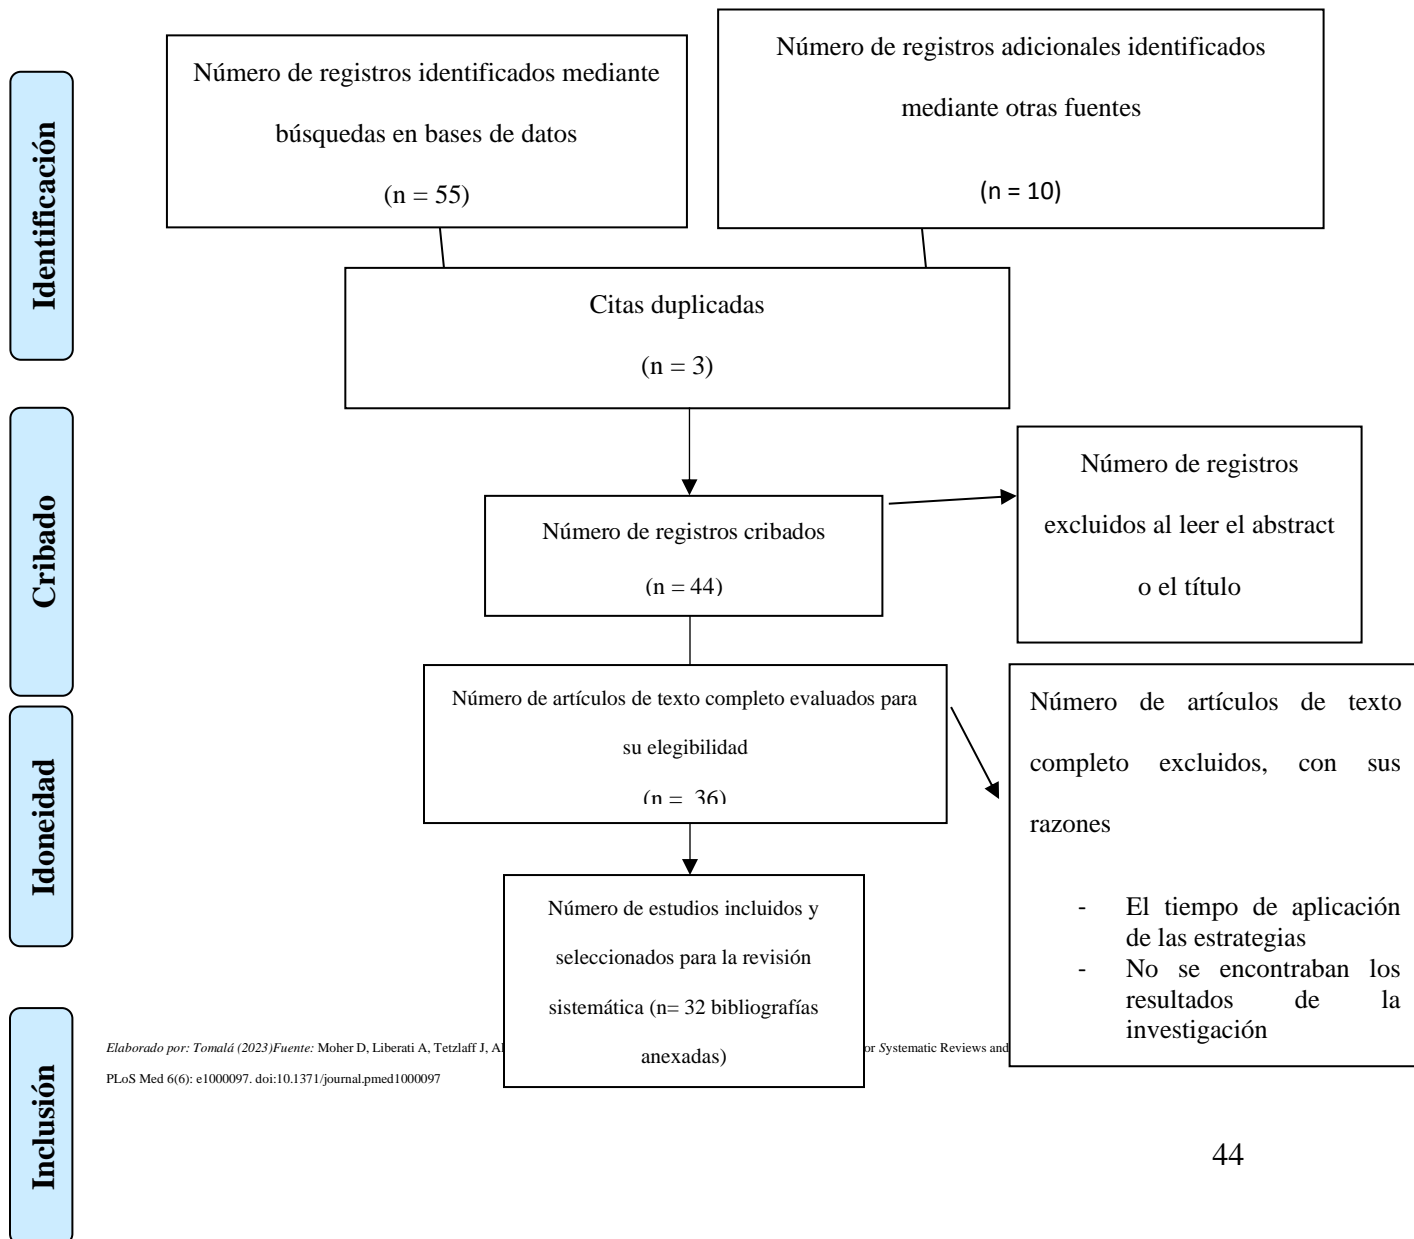 Identificación
Número de registros identificados mediante
búsquedas en bases de datos
(n = 55)
Número de registros adicionales identificados
mediante otras fuentes
(n = 10)
Citas duplicadas
(n = 3)
Cribado
Número de registros cribados
(n = 44)
Número de registros
excluidos al leer el abstract
o el título
Idoneidad
Número de artículos de texto completo evaluados para
su elegibilidad
(n = 36)
Número de artículos de texto
completo excluidos, con sus
razones
- El tiempo de aplicación
de las estrategias
- No se encontraban los
resultados de la
investigación
Inclusión
Número de estudios incluidos y
seleccionados para la revisión
sistemática (n= 32 bibliografías
anexadas)
Elaborado por: Tomalá (2023)Fuente: Moher D, Liberati A, Tetzlaff J, Al
or Systematic Reviews and
PLoS Med 6(6): e1000097. doi:10.1371/journal.pmed1000097
44